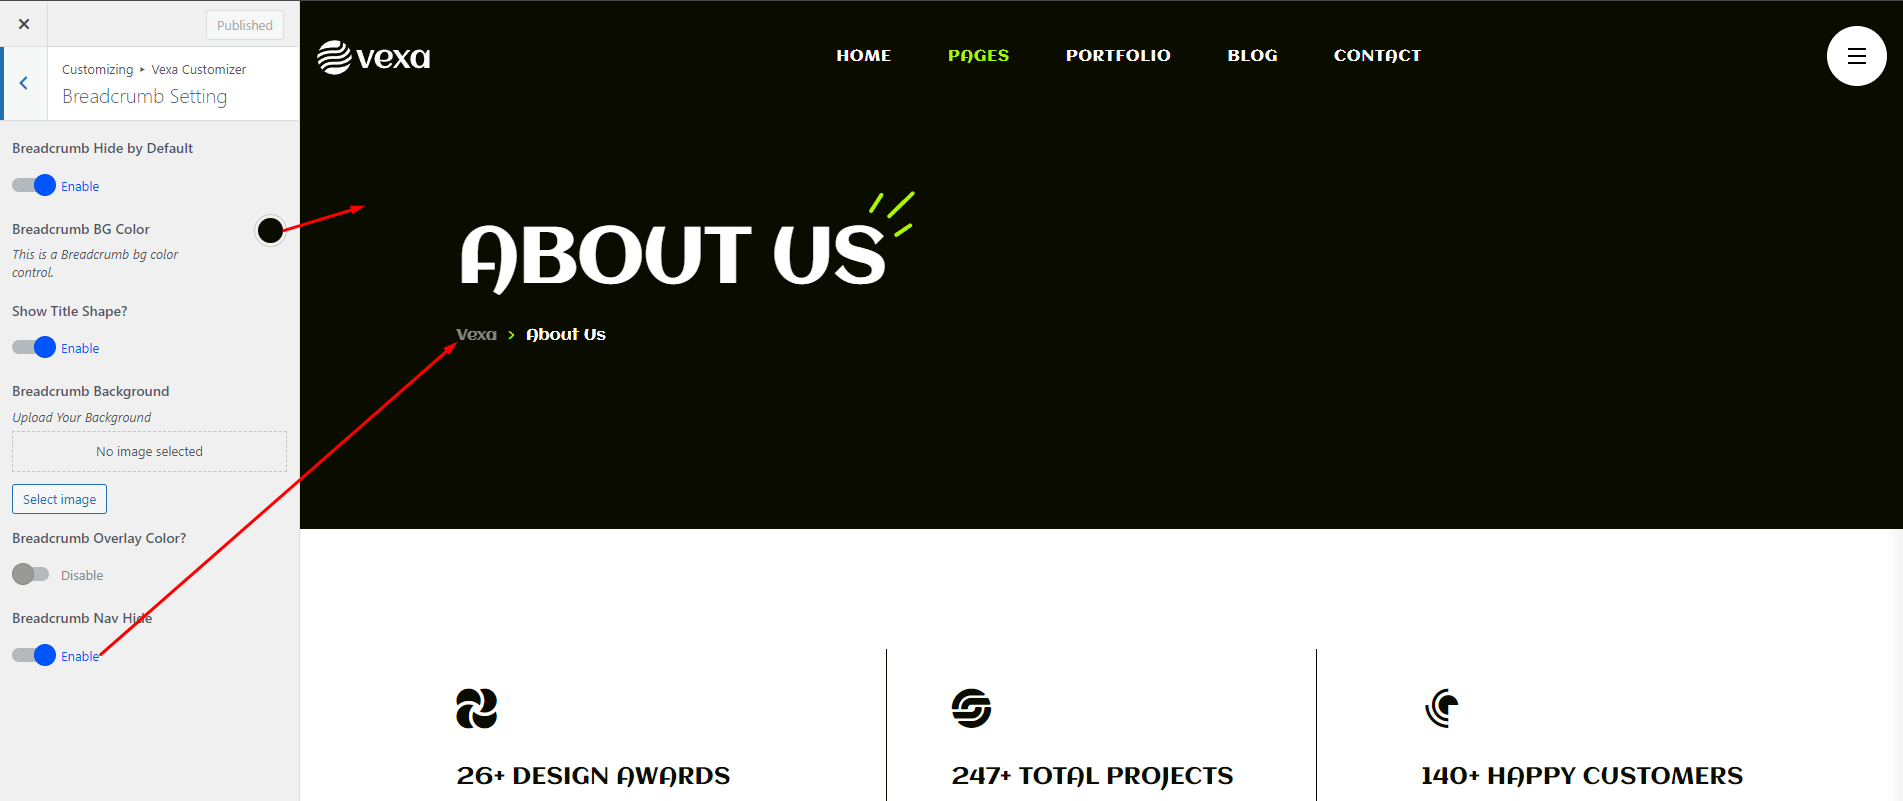 Published
Customizing ▸ Vexa Customizer
Breadcrumb Setting
Breadcrumb Hide by Default
Enable
Breadcrumb BG Color
This is a Breadcrumb bg color
control.
Show Title Shape?
Enable
Breadcrumb Background
Upload Your Background
No image selected
Select image
Breadcrumb Overlay Color?
Disable
Breadcrumb Nav Hide
Enable
vexa
HOME PAGES PORTFOLIO BLOG CONTACT
ABOUT US
Vexa > About Us
26+ DESIGN AWARDS
247+ TOTAL PROJECTS
140+ HAPPY CUSTOMERS